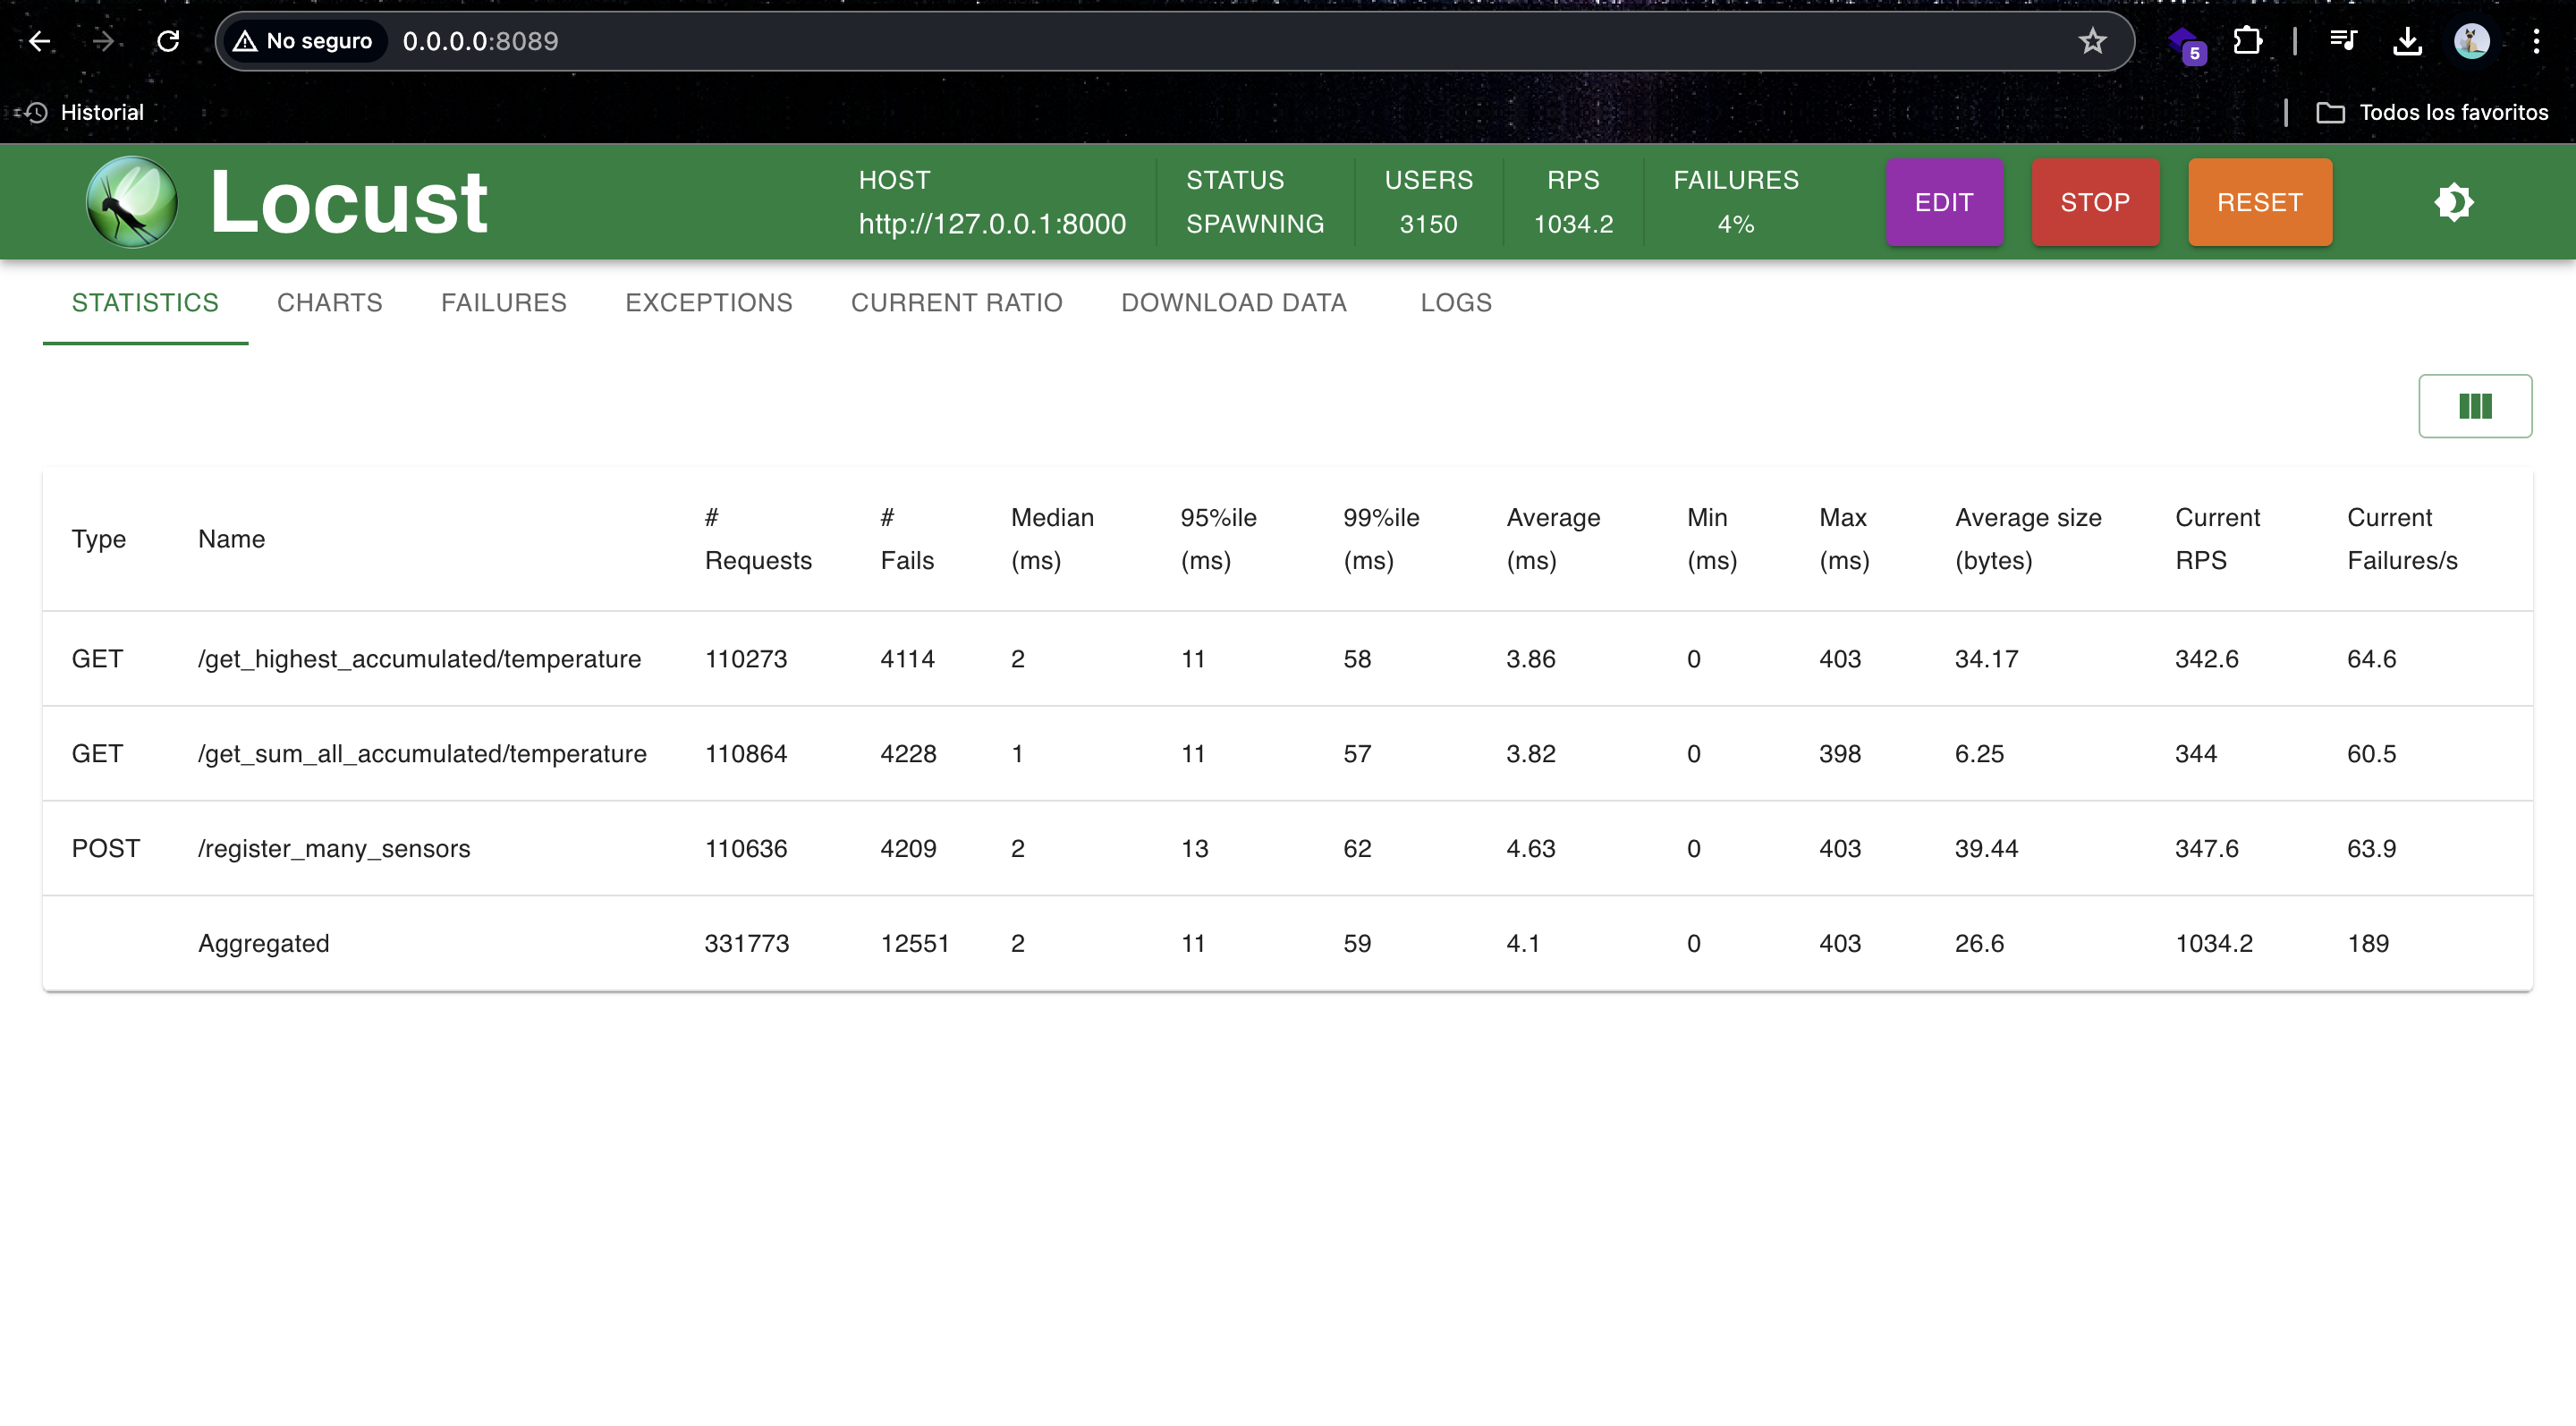 No seguro 0.0.0.0:8089
5
Historial
Todos los favoritos
Locust
HOST
http://127.0.0.1:8000
STATUS
SPAWNING
USERS
3150
RPS
1034.2
FAILURES
4%
EDIT
STOP
RESET
STATISTICS CHARTS FAILURES EXCEPTIONS CURRENT RATIO DOWNLOAD DATA LOGS
Type Name # Requests # Fails Median (ms) 95%ile (ms) 99%ile (ms) Average (ms) Min (ms) Max (ms) Average size (bytes) Current RPS Current Failures/s
GET /get_highest_accumulated/temperature 110273 4114 2 11 58 3.86 0 403 34.17 342.6 64.6
GET /get_sum_all_accumulated/temperature 110864 4228 1 11 57 3.82 0 398 6.25 344 60.5
POST /register_many_sensors 110636 4209 2 13 62 4.63 0 403 39.44 347.6 63.9
Aggregated 331773 12551 2 11 59 4.1 0 403 26.6 1034.2 189